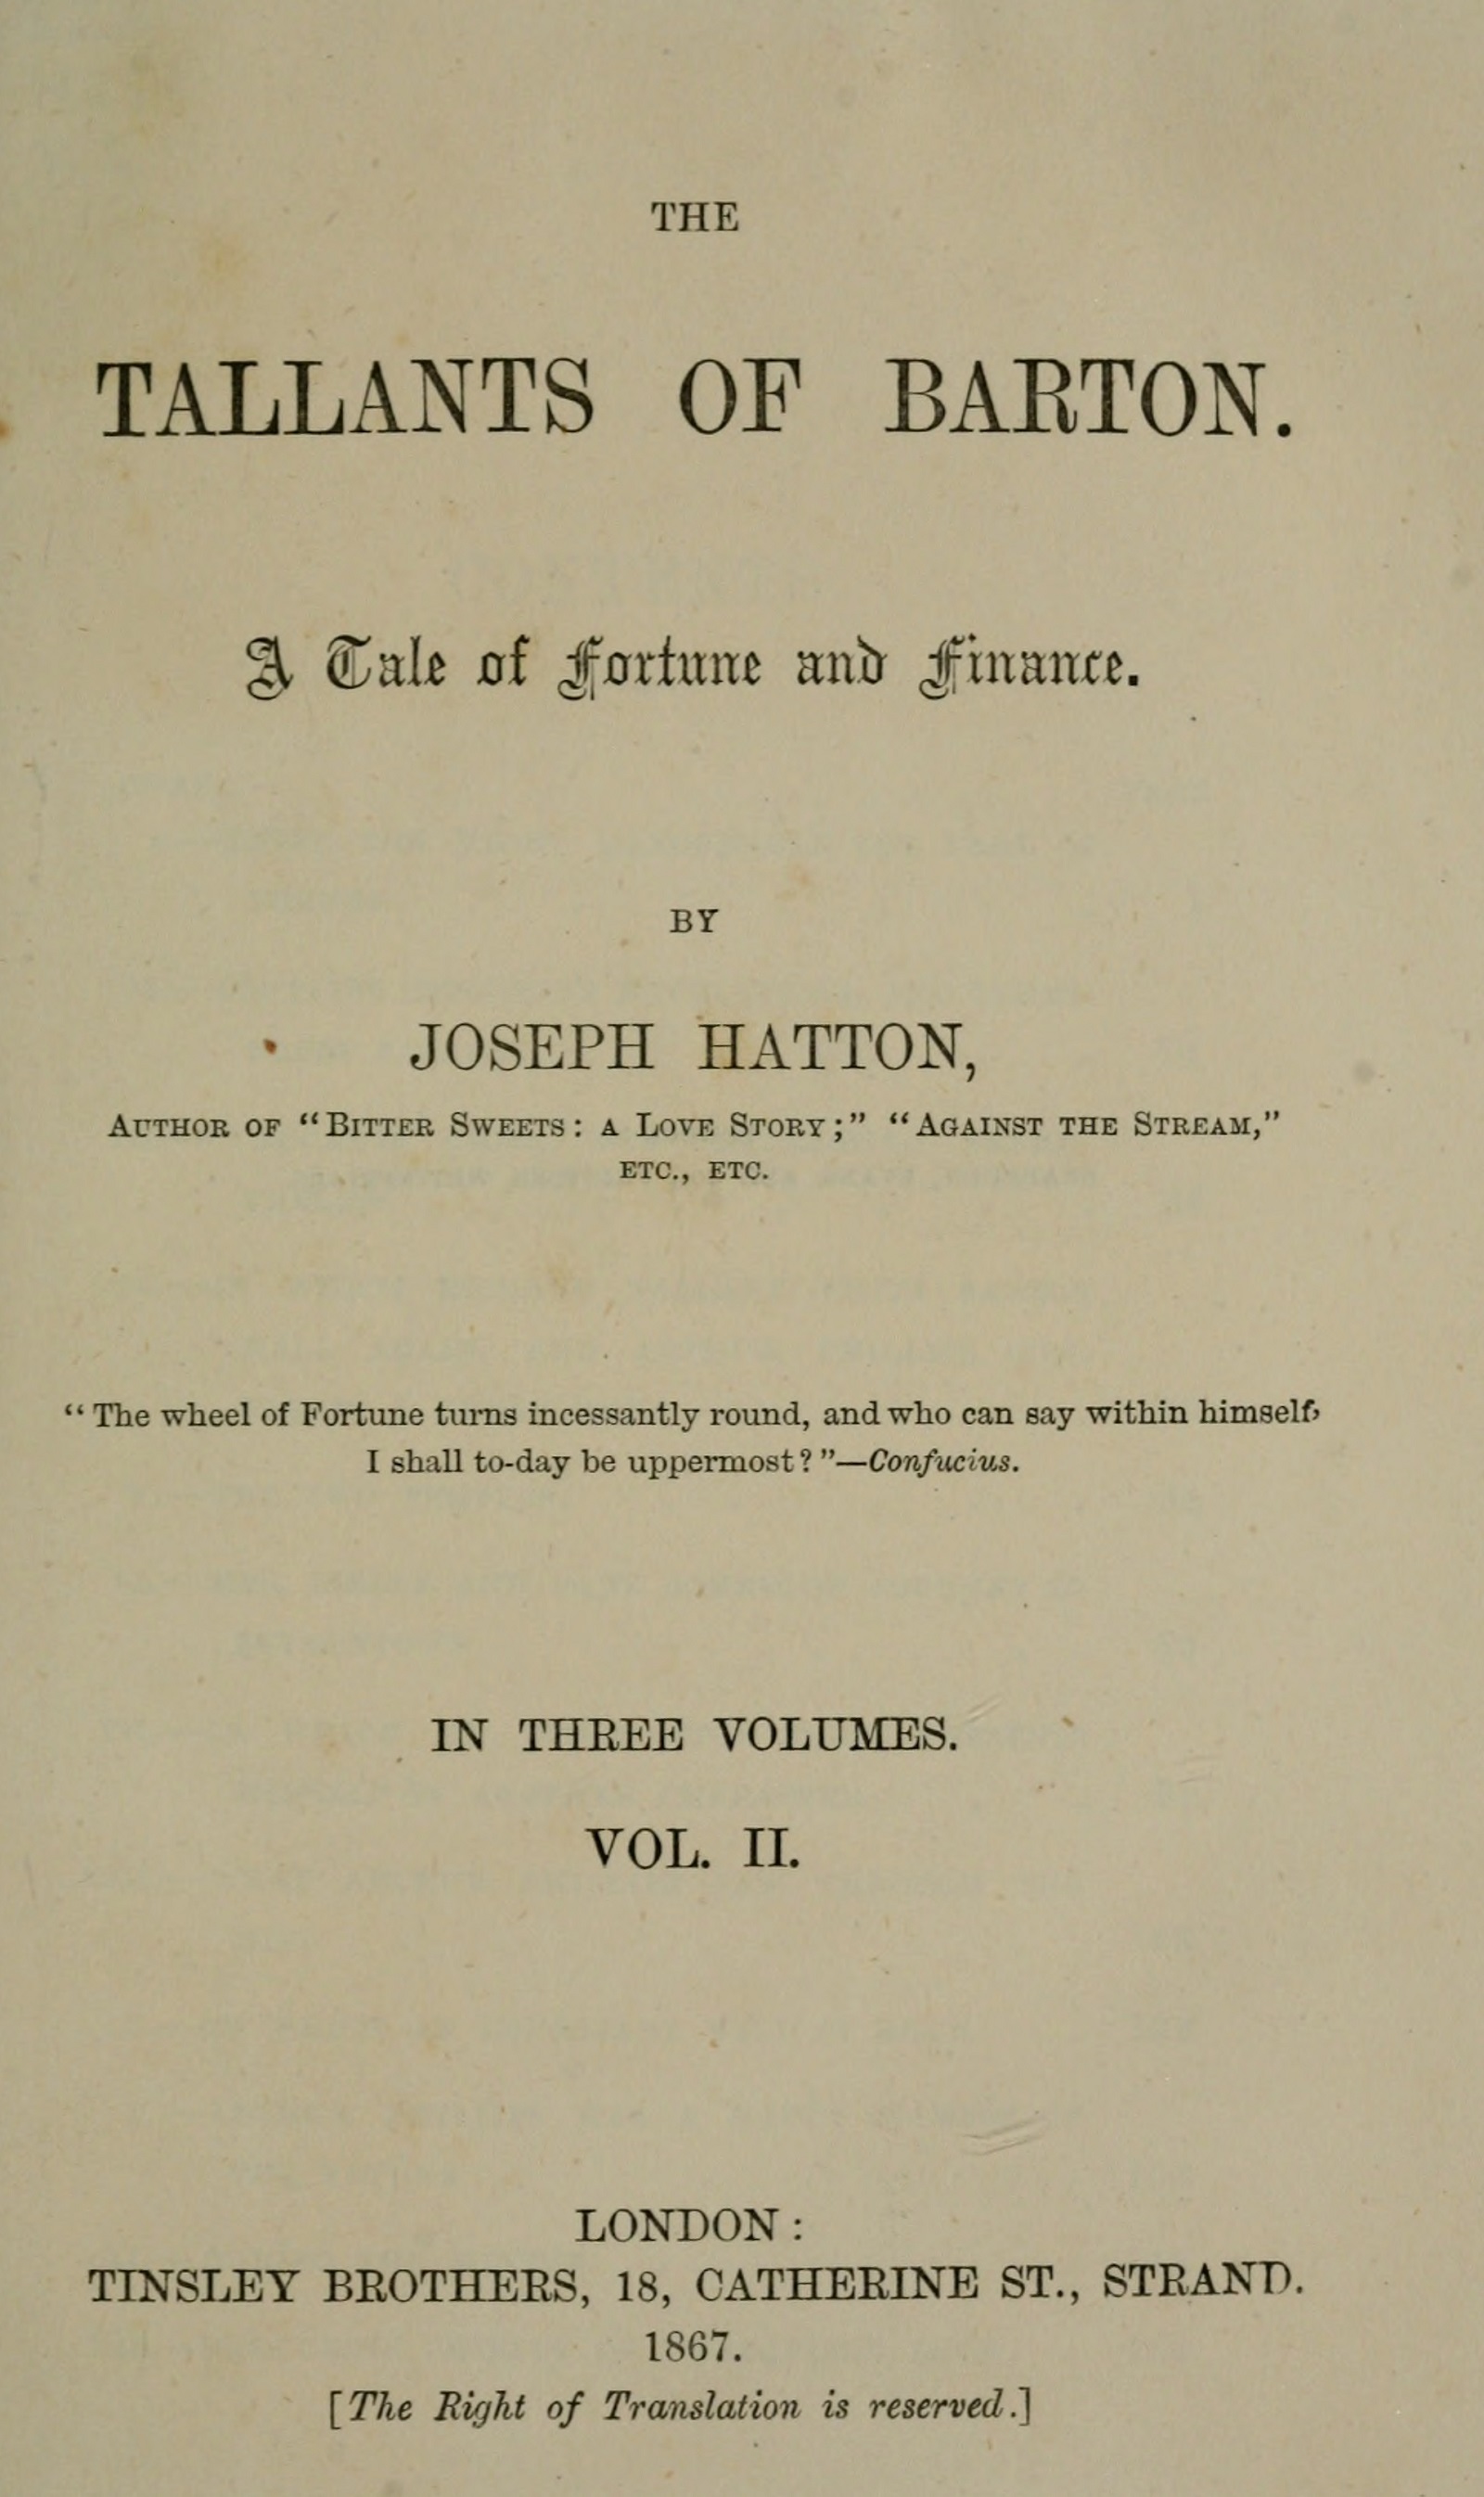 THE
TALLANTS OF BARTON.
A Tale of Fortune and Finance.
BY
JOSEPH HATTON,
AUTHOR OF “BITTER SWEETS: A LOVE STORY;” “AGAINST THE STREAM,”
ETC., ETC.
“The wheel of Fortune turns incessantly round, and who can say within himself,
I shall to-day be uppermost?”—Confucius.
IN THREE VOLUMES.
VOL. II.
LONDON:
TINSLEY BROTHERS, 18, CATHERINE ST., STRAND.
1867.
[The Right of Translation is reserved.]